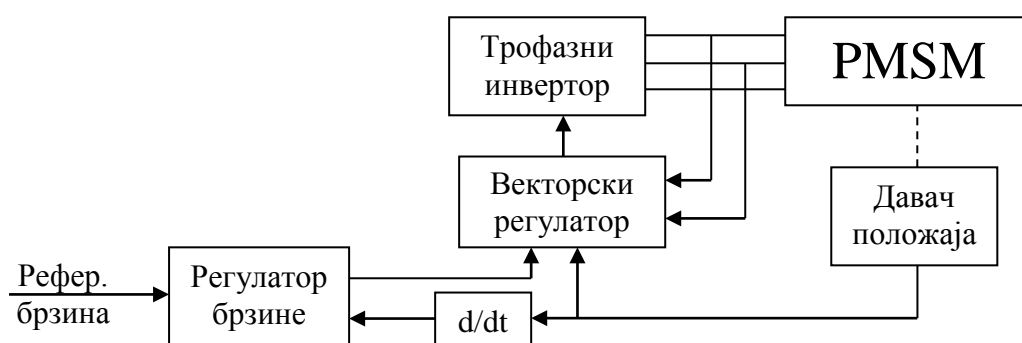 Трофазни
инвертор
PMSM
Векторски
регулатор
Давач
положаја
Рефер.
брзина
Регулатор
брзине
d/dt